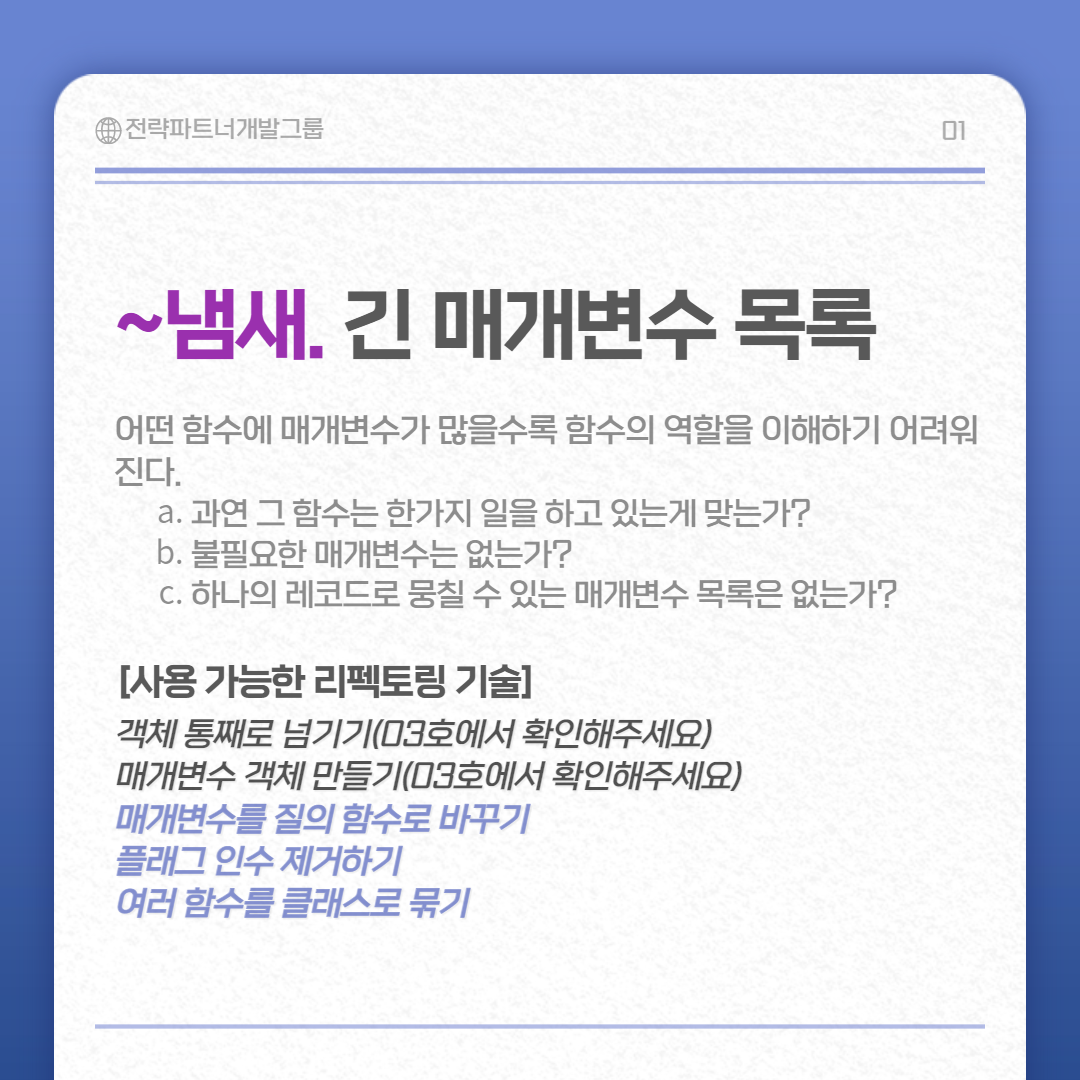 전략파트너개발그룹
01
~냄새. 긴 매개변수 목록
어떤 함수에 매개변수가 많을수록 함수의 역할을 이해하기 어려워
진다.
a. 과연 그 함수는 한가지 일을 하고 있는게 맞는가?
b. 불필요한 매개변수는 없는가?
c. 하나의 레코드로 뭉칠 수 있는 매개변수 목록은 없는가?
[사용 가능한 리펙토링 기술]
객체 통째로 넘기기(03호에서 확인해주세요)
매개변수 객체 만들기(03호에서 확인해주세요)
매개변수를 질의 함수로 바꾸기
플래그 인수 제거하기
여러 함수를 클래스로 묶기